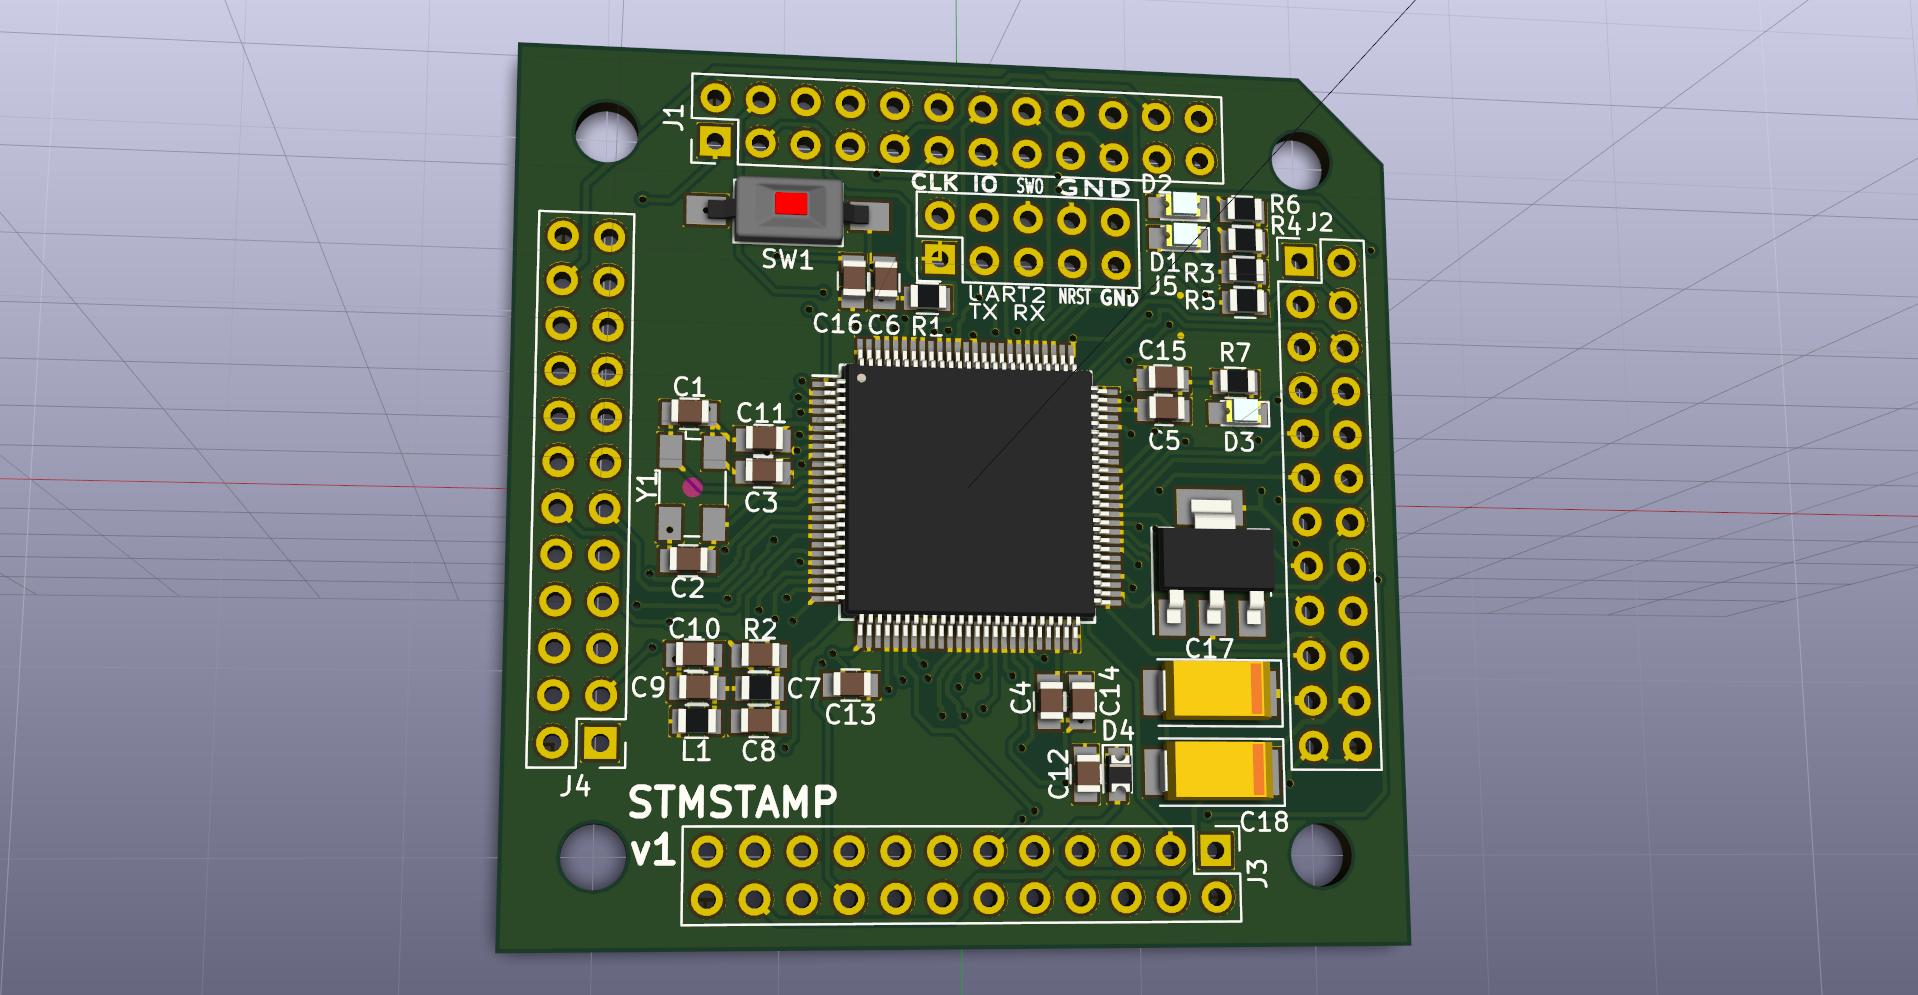 J1
CLK IO SWO GND
D2
R6
R4
J2
SW1
D1
R3
J5
R5
UART2 NRST GND
TX RX
C16 C6 R1
C15
R7
C1
C11
C5
D3
Y1
C3
C2
C10 R2
C17
C9
C7
C4
C14
C13
D4
L1
C8
C12
J4
STMSTAMP
C18
v1
J3